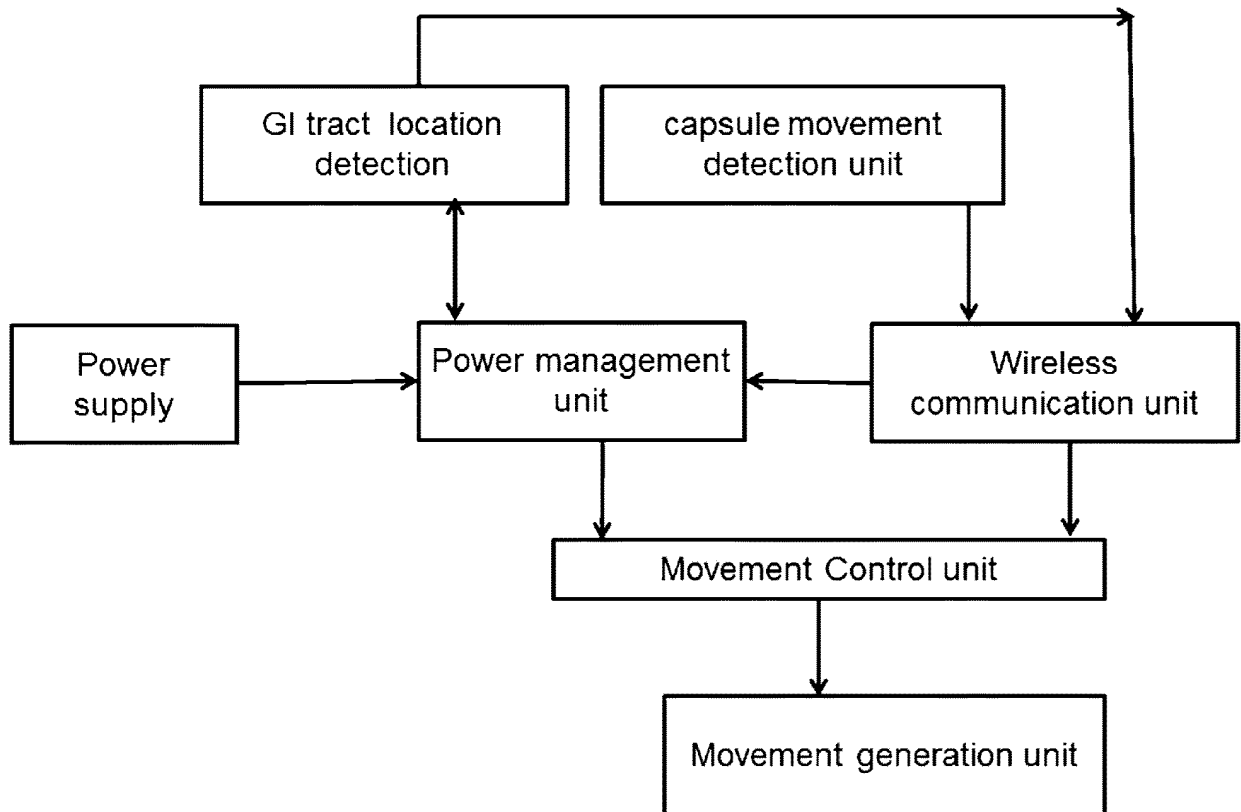 GI tract location
detection
capsule movement
detection unit
Power
supply
Power management
unit
Wireless
communication unit
Movement Control unit
Movement generation unit